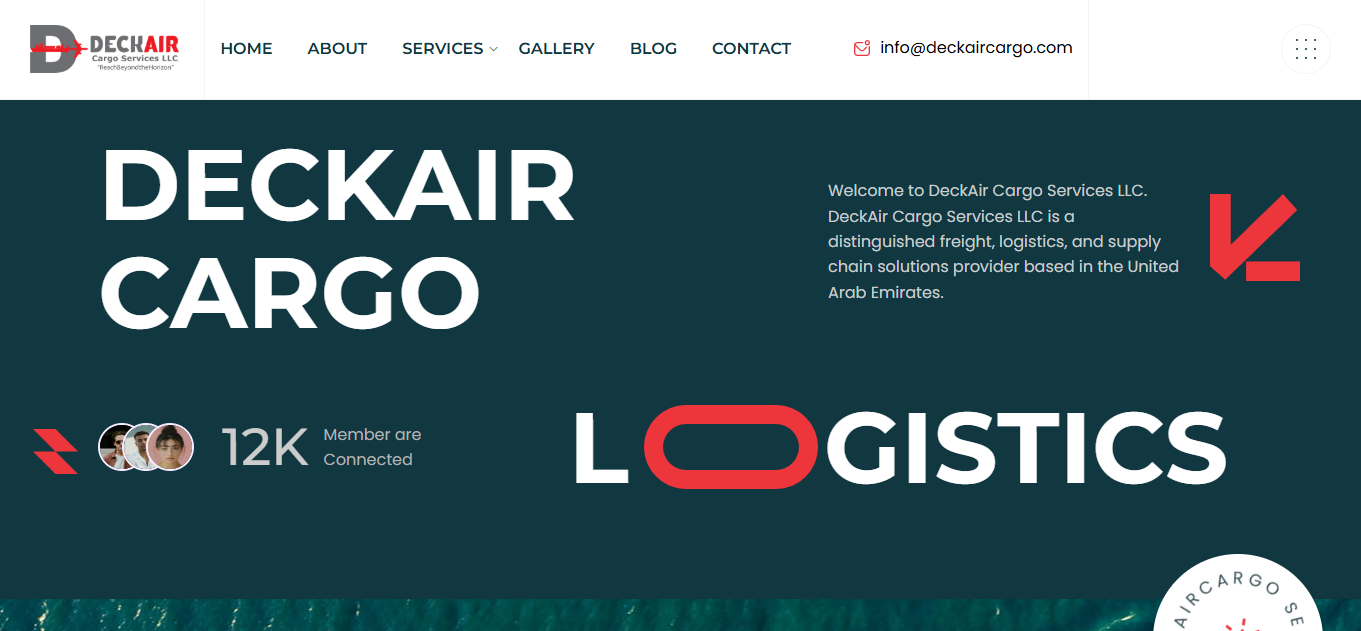 DECKAIR
Cargo Services LLC
"ReachBeyondtheHorizon"
HOME
ABOUT
SERVICES
GALLERY
BLOG
CONTACT
info@deckaircargo.com
DECKAIR
CARGO
Welcome to DeckAir Cargo Services LLC.
DeckAir Cargo Services LLC is a
distinguished freight, logistics, and supply
chain solutions provider based in the United
Arab Emirates.
12K
Member are
Connected
LOGISTICS
AIRCARGO SE